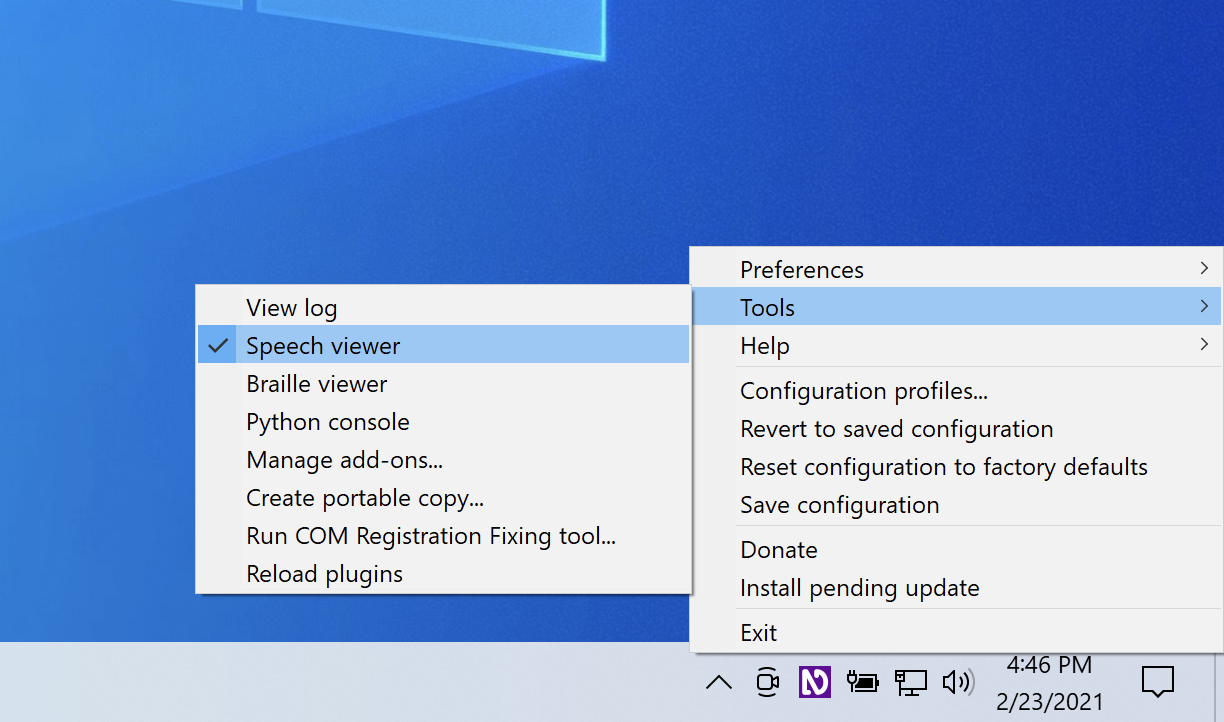 Preferences
Tools
Help
Configuration profiles...
Revert to saved configuration
Reset configuration to factory defaults
Save configuration
Donate
Install pending update
Exit
View log
Speech viewer
Braille viewer
Python console
Manage add-ons...
Create portable copy...
Run COM Registration Fixing tool...
Reload plugins
4:46 PM
2/23/2021